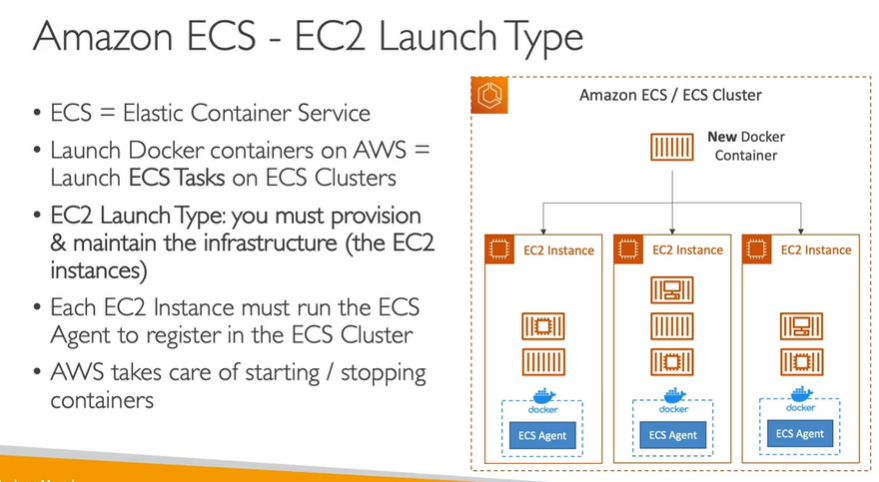 Amazon ECS - EC2 Launch Type
• ECS = Elastic Container Service
• Launch Docker containers on AWS =
Launch ECS Tasks on ECS Clusters
• EC2 Launch Type: you must provision
& maintain the infrastructure (the EC2
instances)
• Each EC2 Instance must run the ECS
Agent to register in the ECS Cluster
• AWS takes care of starting / stopping
containers
Amazon ECS / ECS Cluster
New Docker
Container
EC2 Instance
EC2 Instance
EC2 Instance
docker
docker
docker
ECS Agent
ECS Agent
ECS Agent